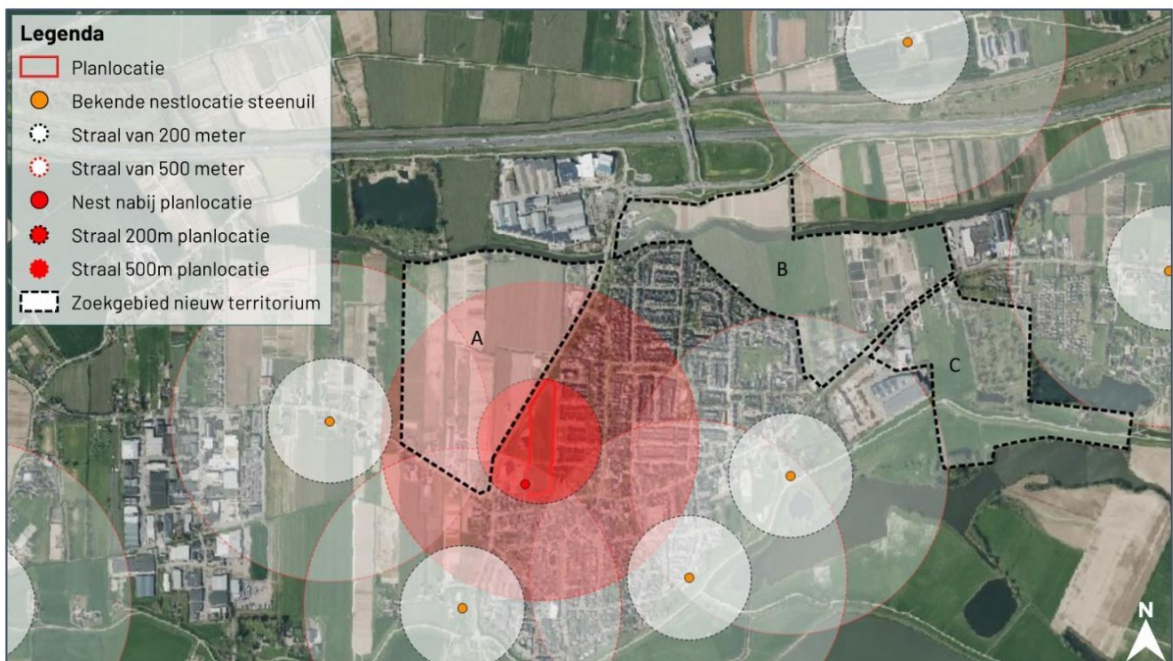 Legenda
Planlocatie
Bekende nestlocatie steenuil
Straal van 200 meter
Straal van 500 meter
Nest nabij planlocatie
Straal 200m planlocatie
Straal 500m planlocatie
Zoekgebied nieuw territorium
A
B
C
N